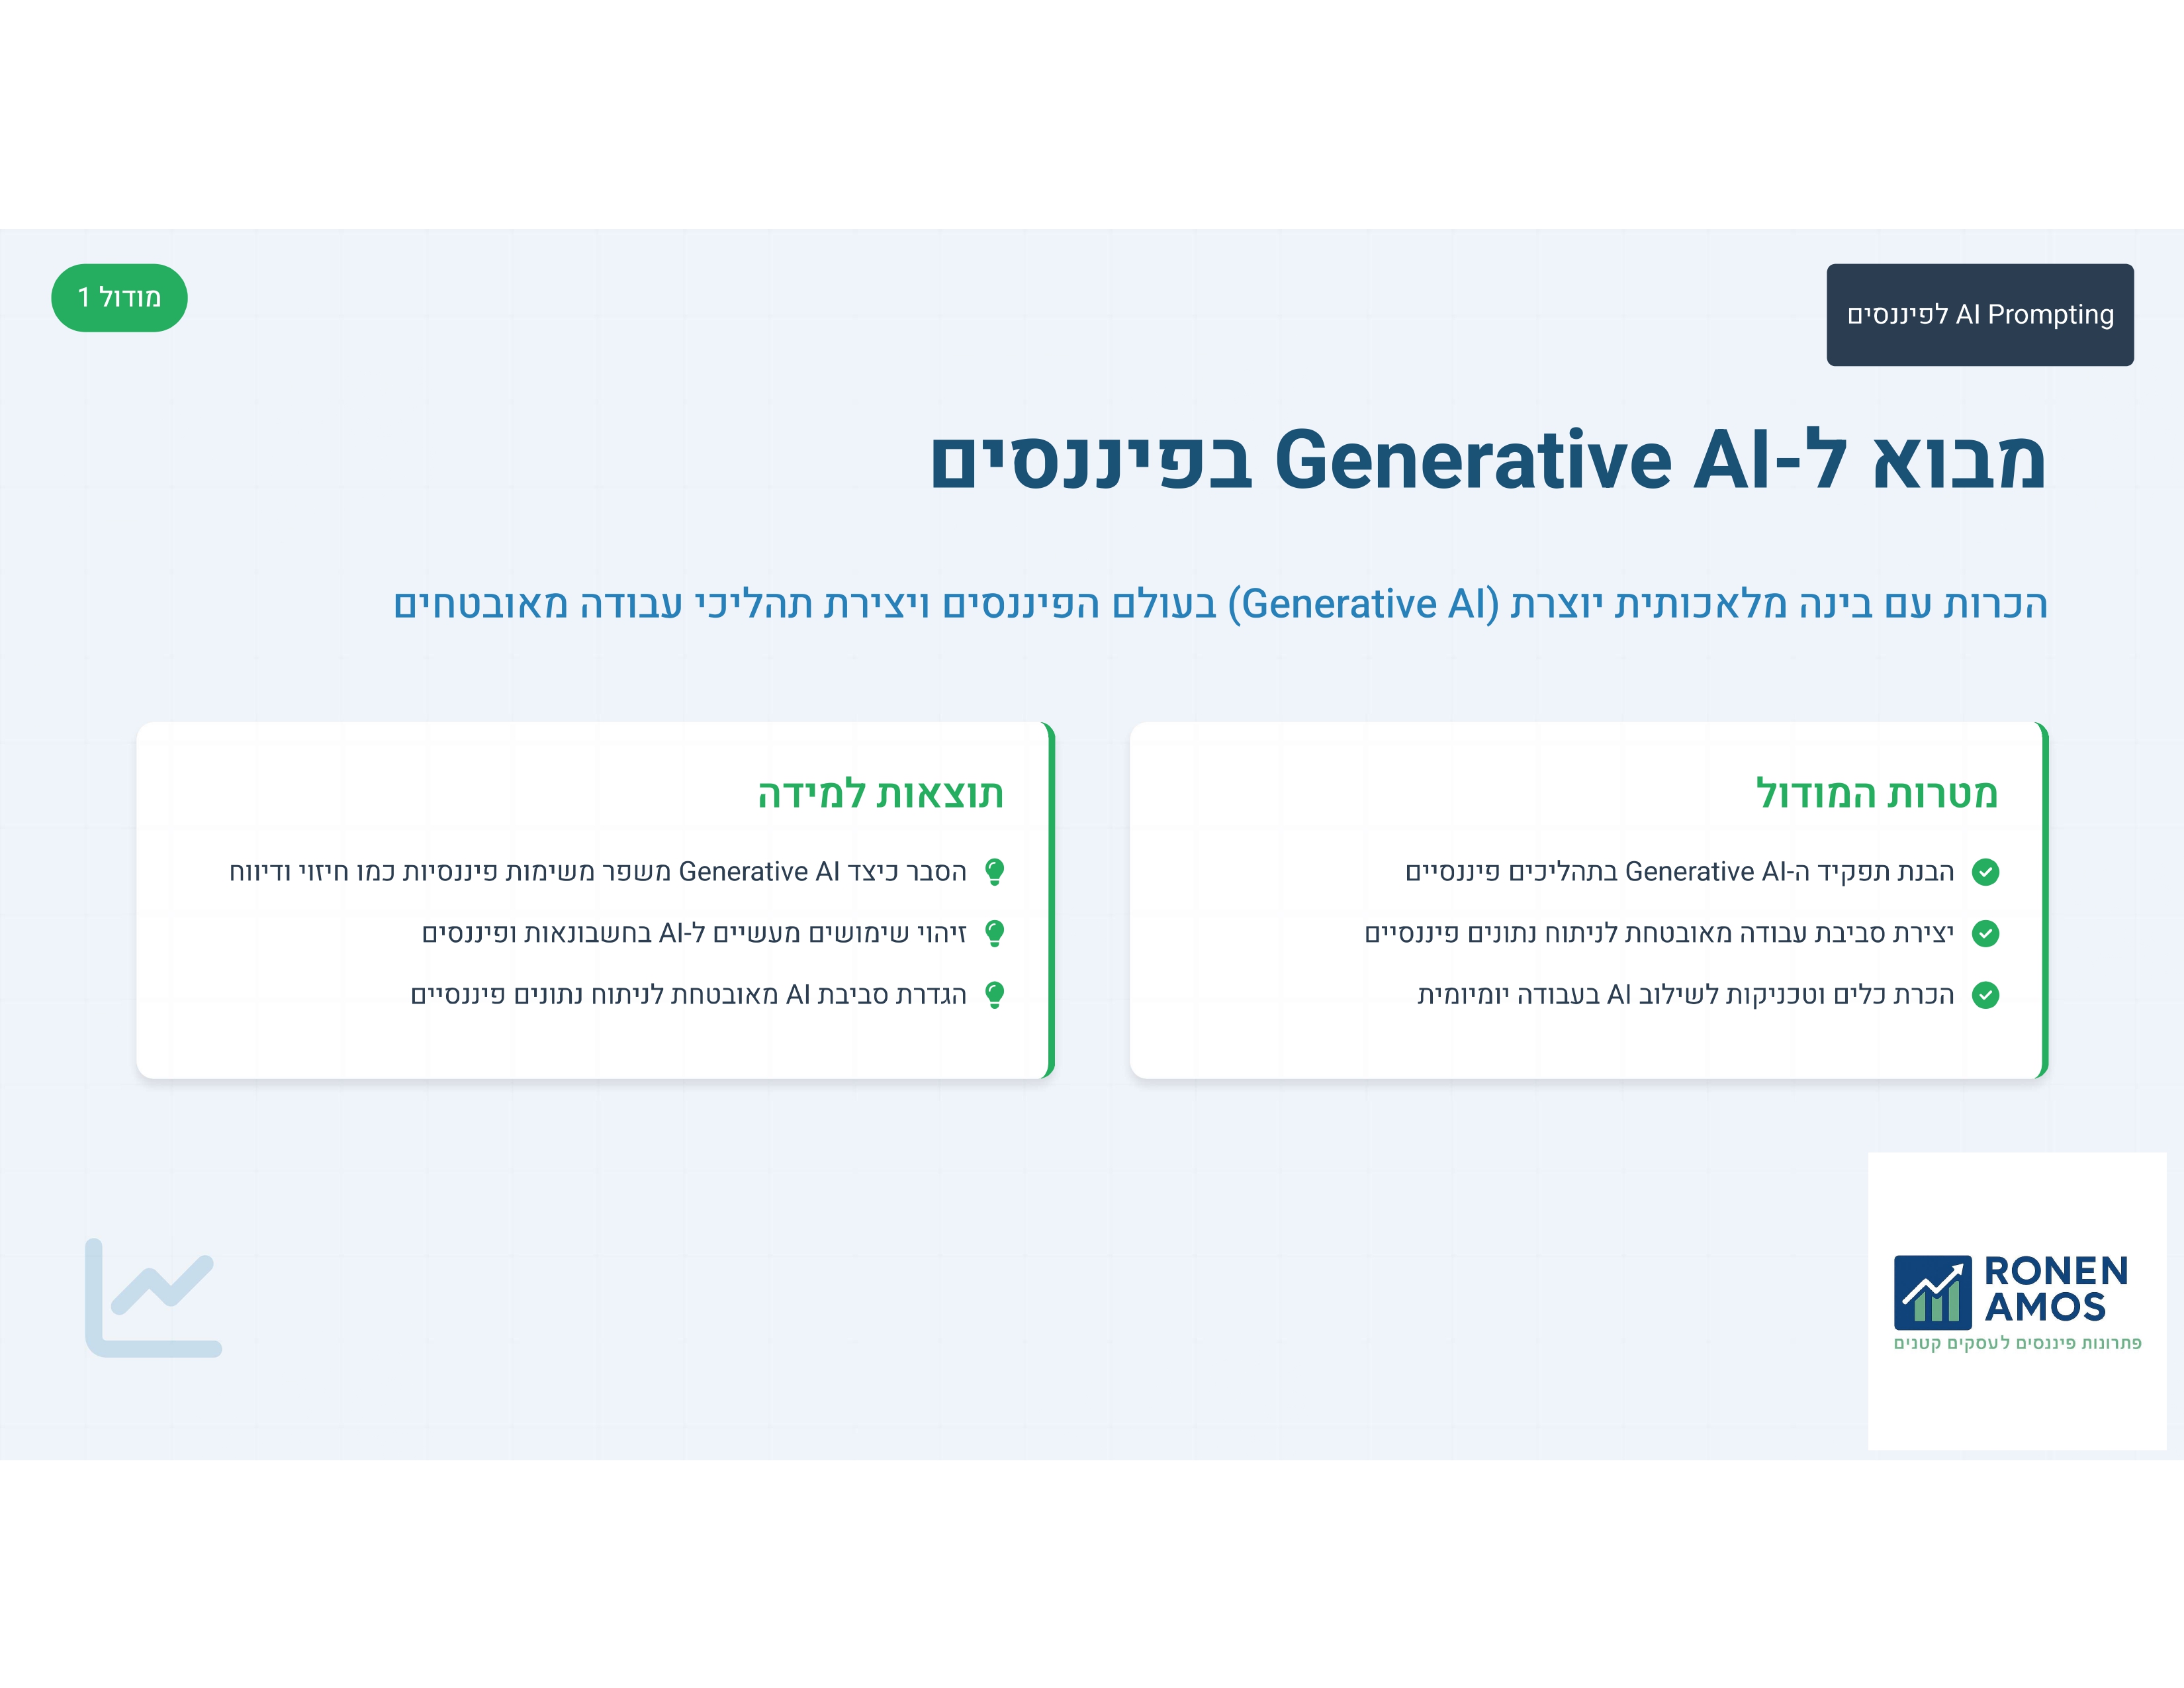 AI Prompting לפיננסים
מודול 1
מבוא ל-Generative AI בפיננסים
הכרות עם בינה מלאכותית יוצרת (Generative AI) בעולם הפיננסים ויצירת תהליכי עבודה מאובטחים
מטרות המודול
הבנת תפקיד ה-Generative AI בתהליכים פיננסיים
יצירת סביבת עבודה מאובטחת לניתוח נתונים פיננסיים
הכרת כלים וטכניקות לשילוב AI בעבודה יומיומית
תוצאות למידה
הסבר כיצד Generative AI משפר משימות פיננסיות כמו חיזוי ודיווח
זיהוי שימושים מעשיים ל-AI בחשבונאות ופיננסים
הגדרת סביבת AI מאובטחת לניתוח נתונים פיננסיים
RONEN
AMOS
פתרונות פיננסים לעסקים קטנים